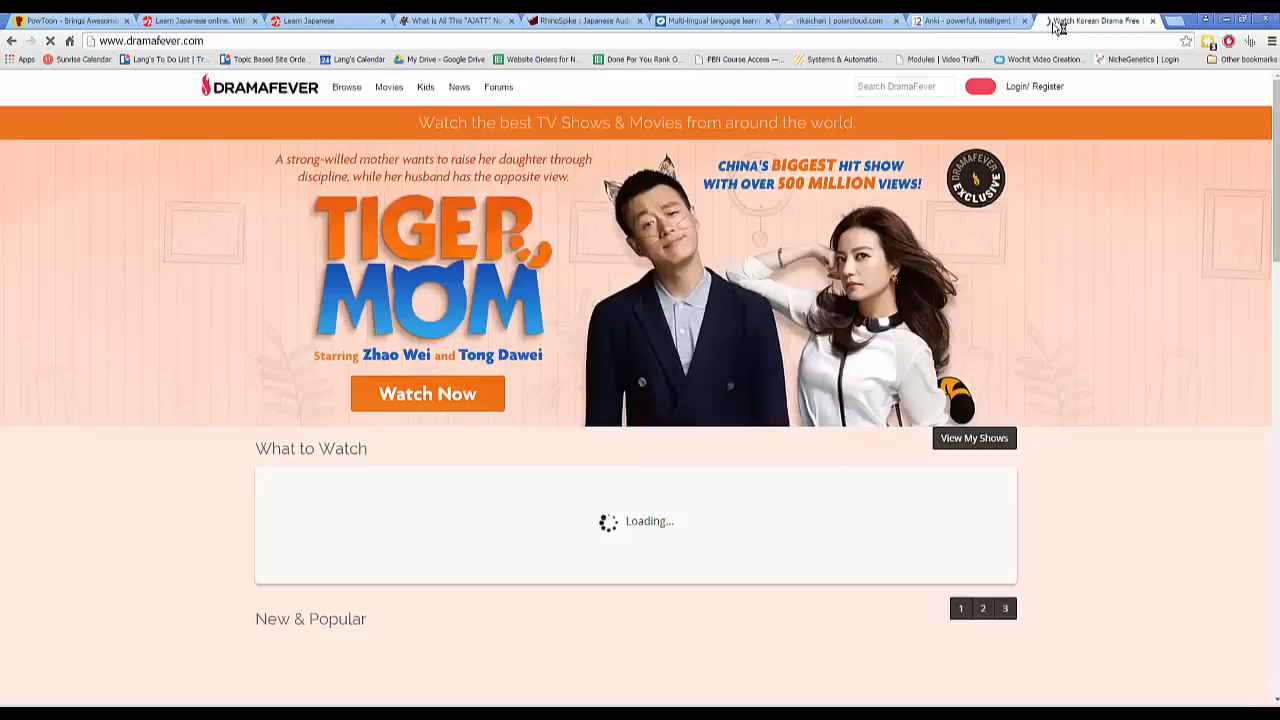 PowToon - Brings Awesome
Learn Japanese online. With
Learn Japanese
What is All This "AJATT" No
RhinoSpike : Japanese Aud
Multi-lingual language learn
rikaichan | polarcloud.com
Anki - powerful, intelligent
Watch Korean Drama Free |
www.dramafever.com
Apps
Sunrise Calendar
Lang's To Do List | Tr...
Topic Based Site Orde...
Lang's Calendar
My Drive - Google Drive
Website Orders for N...
Done For You Rank O...
PBN Course Access —...
Systems & Automatio...
Modules | Video Traffi...
Wochit Video Creation...
NicheGenetics | Login
Other bookmarks
DRAMAFEVER
Browse
Movies
Kids
News
Forums
Search DramaFever
Login/ Register
Watch the best TV Shows & Movies from around the world.
A strong-willed mother wants to raise her daughter through
discipline, while her husband has the opposite view.
TIGER
MOM
Starring Zhao Wei and Tong Dawei
Watch Now
CHINA'S BIGGEST HIT SHOW
WITH OVER 500 MILLION VIEWS!
DRAMAFEVER
EXCLUSIVE
What to Watch
View My Shows
Loading...
New & Popular
1 2 3